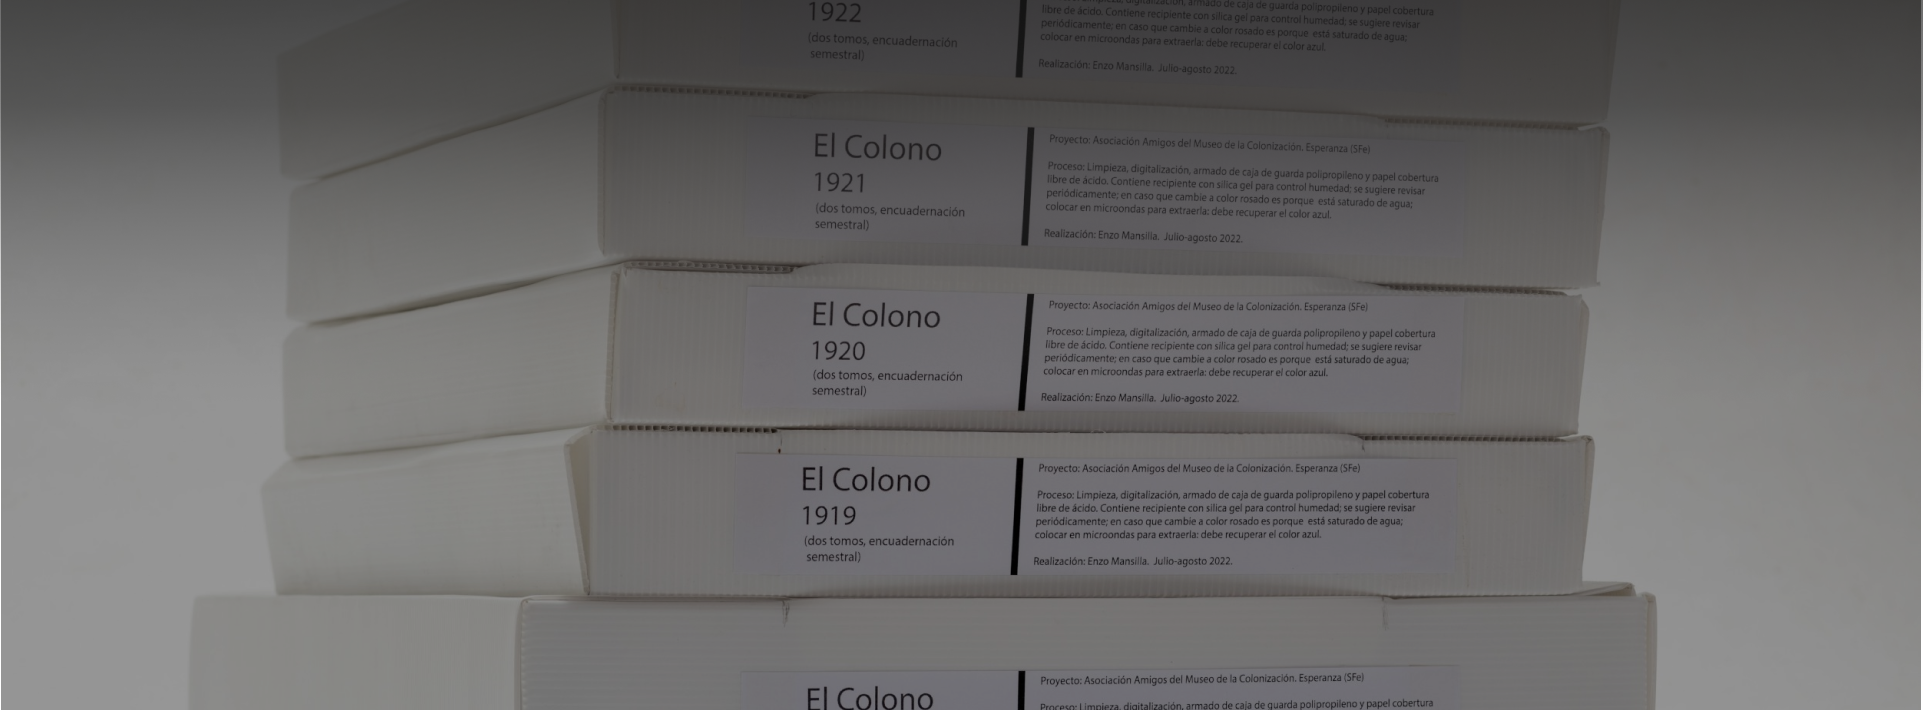 1922
(dos tomos, encuadernación
semestral)
libre de ácido. Contiene recipiente con silica gel para control humedad; se sugiere revisar
periódicamente; en caso que cambie a color rosado es porque está saturado de agua;
colocar en microondas para extraerla: debe recuperar el color azul.
Realización: Enzo Mansilla. Julio-agosto 2022.
El Colono
1921
(dos tomos, encuadernación
semestral)
Proyecto: Asociación Amigos del Museo de la Colonización. Esperanza (SFe)
Proceso: Limpieza, digitalización, armado de caja de guarda polipropileno y papel cobertura
libre de ácido. Contiene recipiente con silica gel para control humedad; se sugiere revisar
periódicamente; en caso que cambie a color rosado es porque está saturado de agua;
colocar en microondas para extraerla: debe recuperar el color azul.
Realización: Enzo Mansilla. Julio-agosto 2022.
El Colono
1920
(dos tomos, encuadernación
semestral)
Proyecto: Asociación Amigos del Museo de la Colonización. Esperanza (SFe)
Proceso: Limpieza, digitalización, armado de caja de guarda polipropileno y papel cobertura
libre de ácido. Contiene recipiente con silica gel para control humedad; se sugiere revisar
periódicamente; en caso que cambie a color rosado es porque está saturado de agua;
colocar en microondas para extraerla: debe recuperar el color azul.
Realización: Enzo Mansilla. Julio-agosto 2022.
El Colono
1919
(dos tomos, encuadernación
semestral)
Proyecto: Asociación Amigos del Museo de la Colonización. Esperanza (SFe)
Proceso: Limpieza, digitalización, armado de caja de guarda polipropileno y papel cobertura
libre de ácido. Contiene recipiente con silica gel para control humedad; se sugiere revisar
periódicamente; en caso que cambie a color rosado es porque está saturado de agua;
colocar en microondas para extraerla: debe recuperar el color azul.
Realización: Enzo Mansilla. Julio-agosto 2022.
El Colono
Proyecto: Asociación Amigos del Museo de la Colonización. Esperanza (SFe)
Proceso: Limpieza, digitalización, armado de caja de guarda polipropileno y papel cobertura